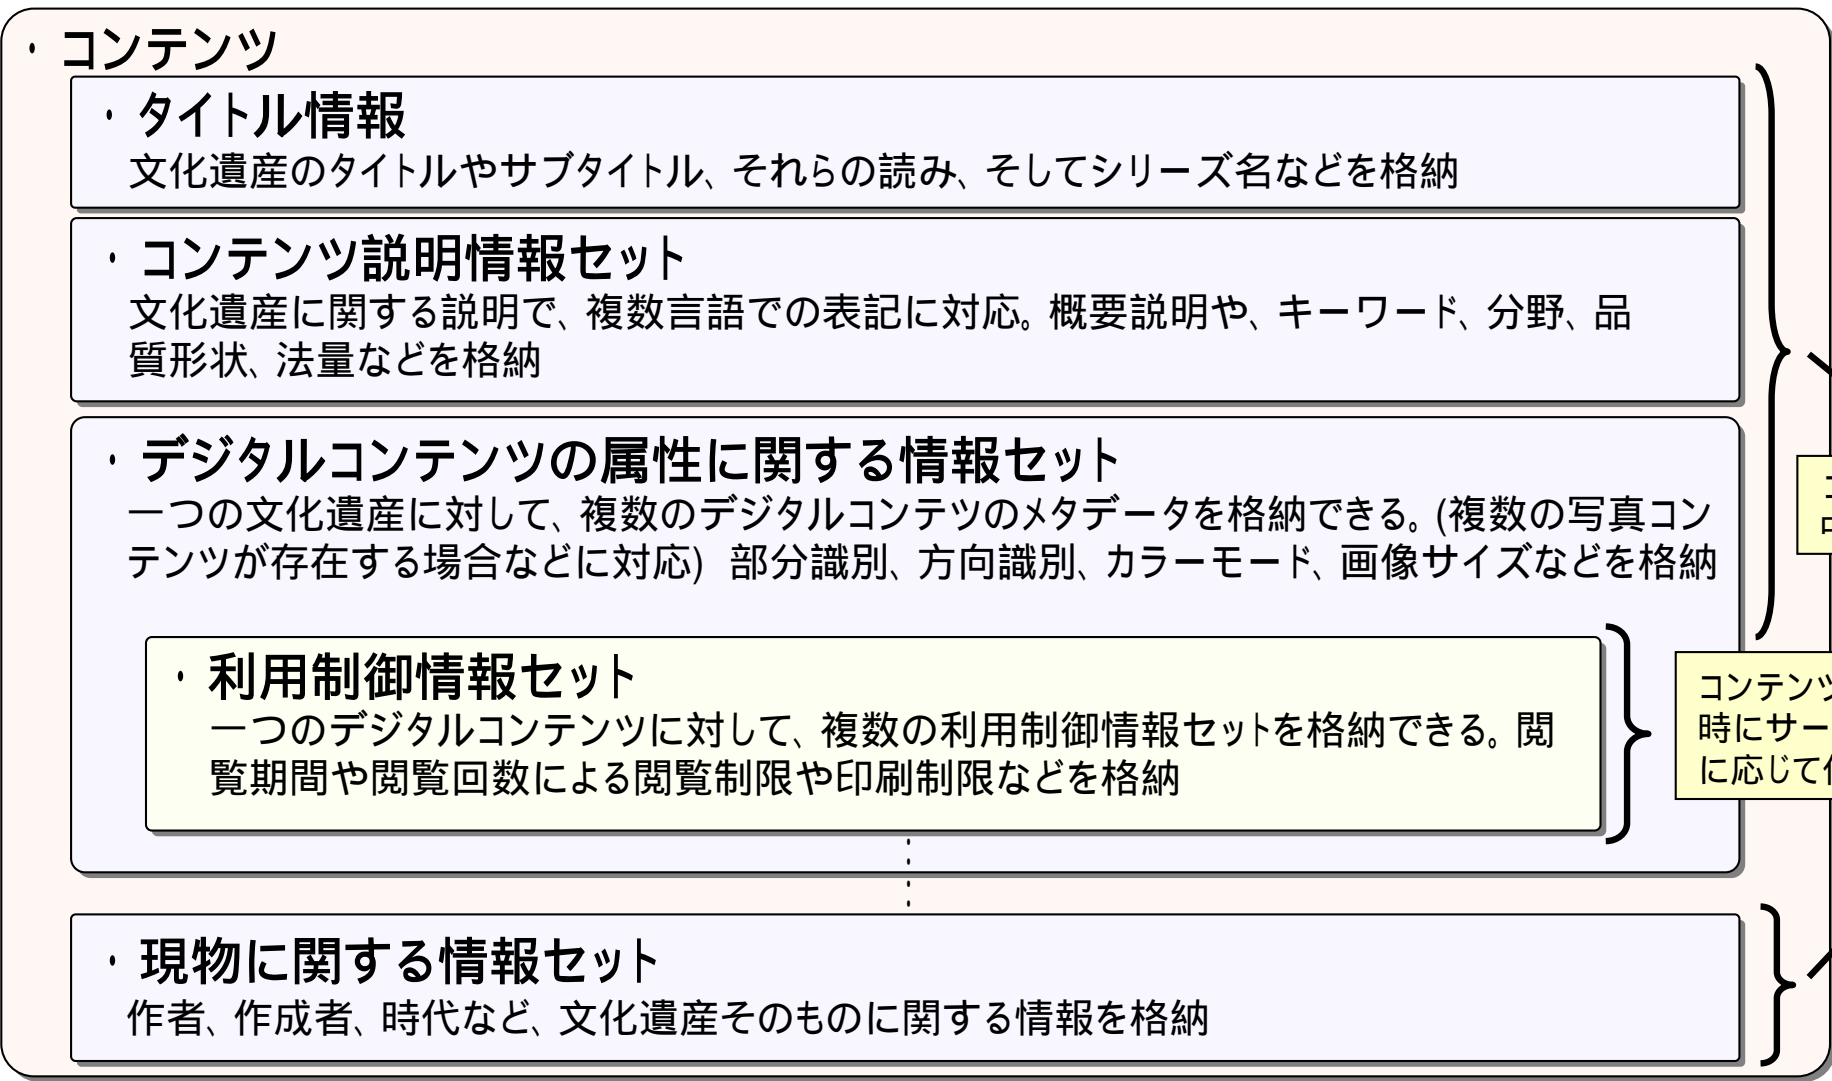 ・コンテンツ
・タイトル情報
文化遺産のタイトルやサブタイトル、それらの読み、そしてシリーズ名などを格納
・コンテンツ説明情報セット
文化遺産に関する説明で、複数言語での表記に対応。概要説明や、キーワード、分野、品
質形状、法量などを格納
・デジタルコンテンツの属性に関する情報セット
一つの文化遺産に対して、複数のデジタルコンテツのメタデータを格納できる。(複数の写真コン
テンツが存在する場合などに対応) 部分識別、方向識別、カラーモード、画像サイズなどを格納
・利用制御情報セット
一つのデジタルコンテンツに対して、複数の利用制御情報セットを格納できる。閲
覧期間や閲覧回数による閲覧制限や印刷制限などを格納
コンテンツ
時にサー
に応じて
・現物に関する情報セット
作者、作成者、時代など、文化遺産そのものに関する情報を格納